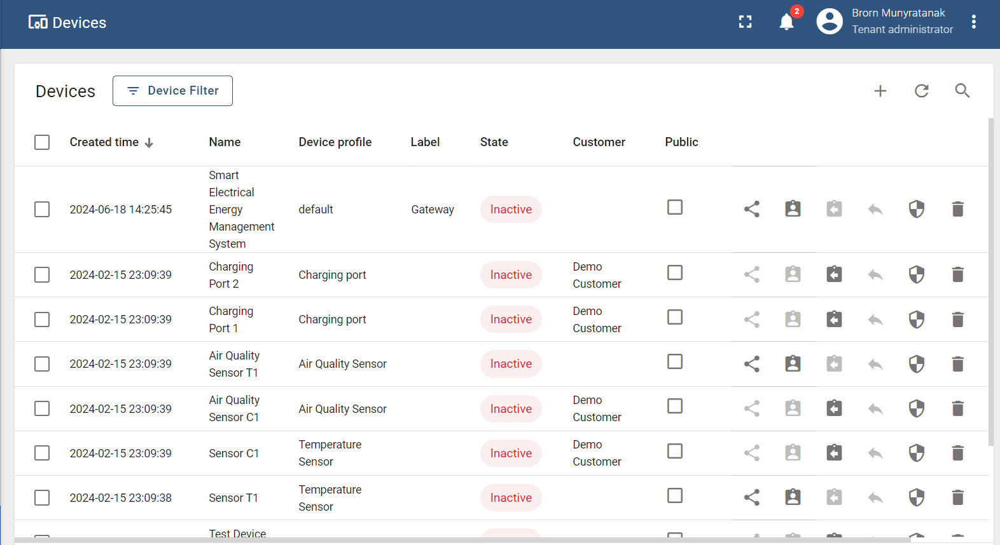 Devices
2
Brorn Munyratanak
Tenant administrator
Devices
Device Filter
Created time Name Device profile Label State Customer Public
Smart
Electrical
Energy
Management
System
2024-06-18 14:25:45 default Gateway Inactive
Charging
Port 2
2024-02-15 23:09:39 Charging port Inactive
Demo
Customer
Charging
Port 1
2024-02-15 23:09:39 Charging port Inactive
Demo
Customer
Air Quality
Sensor T1
2024-02-15 23:09:39 Air Quality Sensor Inactive
Air Quality
Sensor C1
2024-02-15 23:09:39 Air Quality Sensor Inactive
Demo
Customer
2024-02-15 23:09:39 Sensor C1
Temperature
Sensor
Inactive
Demo
Customer
2024-02-15 23:09:38 Sensor T1
Temperature
Sensor
Inactive
Test Device